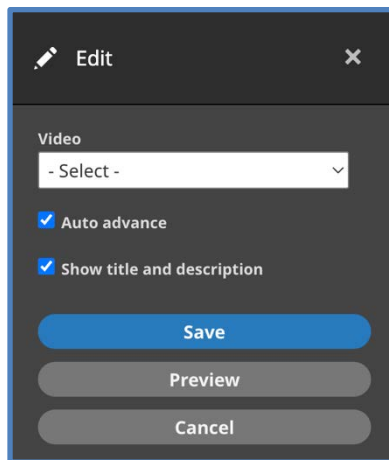 Edit
Video
- Select -
Auto advance
Show title and description
Save
Preview
Cancel